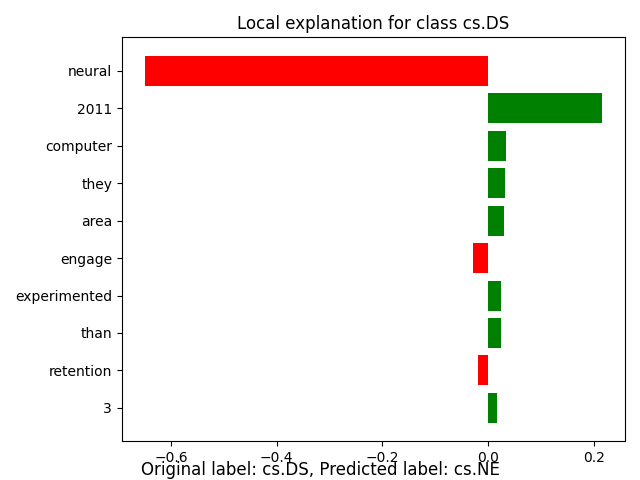 Local explanation for class cs.DS
neural
2011
computer
they
area
engage
experimented
than
retention
3
−0.6 −0.4 −0.2 0.0 0.2
Original label: cs.DS, Predicted label: cs.NE